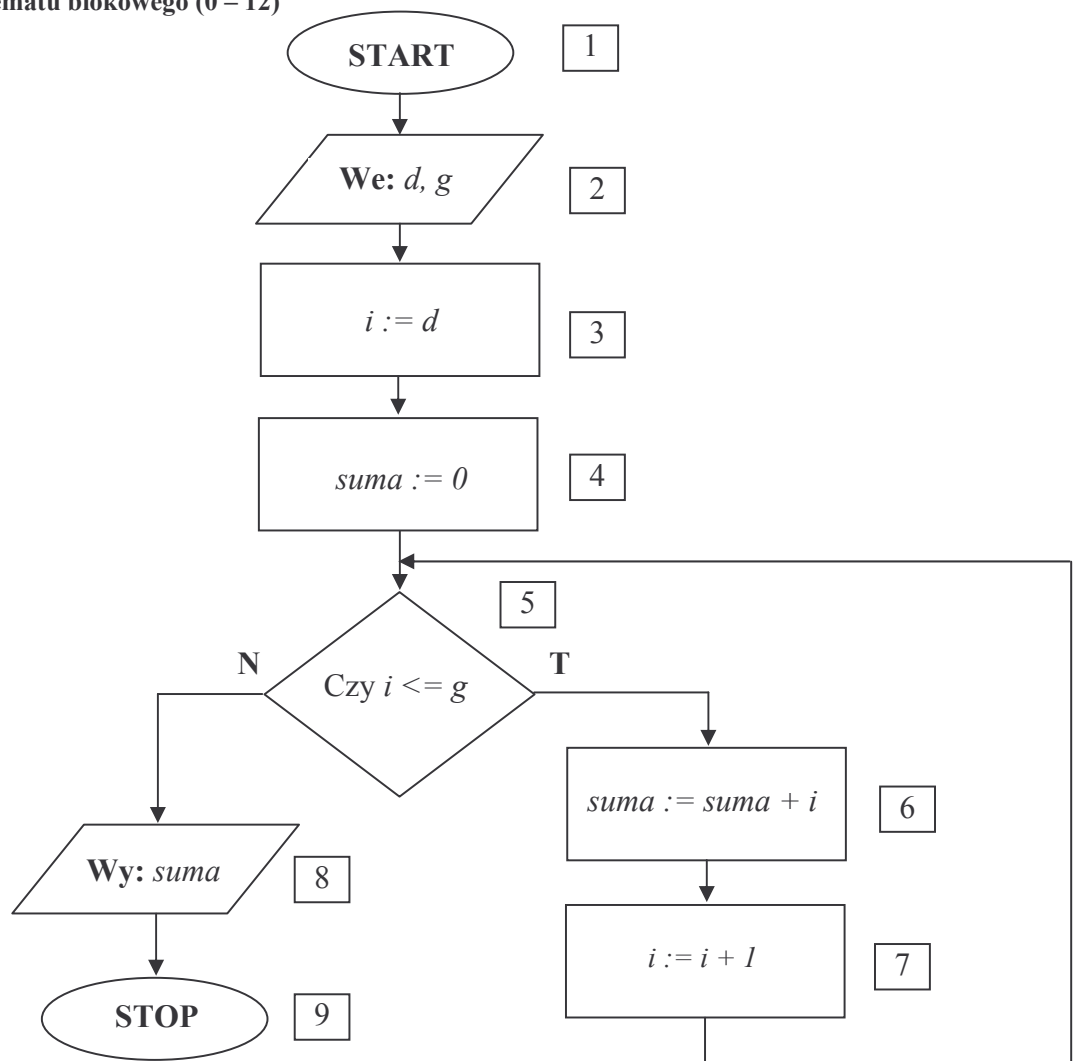 blokowego (0 – 12)
START
1
We: d, g
2
i := d
3
suma := 0
4
5
N
T
Czy i <= g
suma := suma + i
6
Wy: suma
8
i := i + 1
7
STOP
9